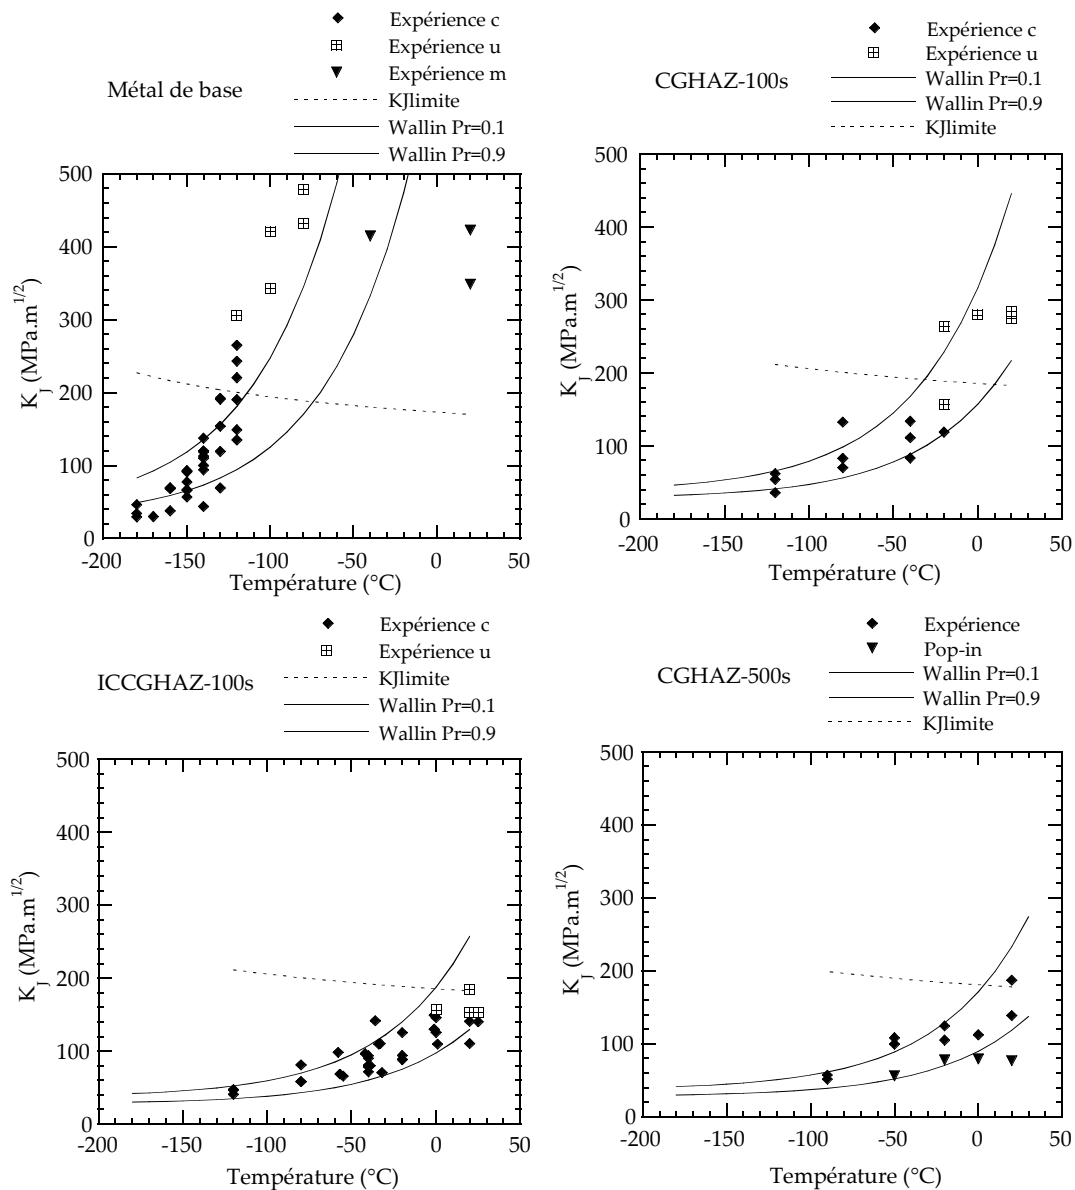 Métal de base
Expérience c
Expérience u
Expérience m
KJlimite
Wallin Pr=0.1
Wallin Pr=0.9
500
400
300
200
100
0
K_J (MPa.m^1/2)
-200 -150 -100 -50 0 50
Température (°C)
CGHAZ-100s
Expérience c
Expérience u
Wallin Pr=0.1
Wallin Pr=0.9
KJlimite
500
400
300
200
100
0
K_J (MPa.m^1/2)
-200 -150 -100 -50 0 50
Température (°C)
ICCGHAZ-100s
Expérience c
Expérience u
KJlimite
Wallin Pr=0.1
Wallin Pr=0.9
500
400
300
200
100
0
K_J (MPa.m^1/2)
-200 -150 -100 -50 0 50
Température (°C)
CGHAZ-500s
Expérience
Pop-in
Wallin Pr=0.1
Wallin Pr=0.9
KJlimite
500
400
300
200
100
0
K_J (MPa.m^1/2)
-200 -150 -100 -50 0 50
Température (°C)